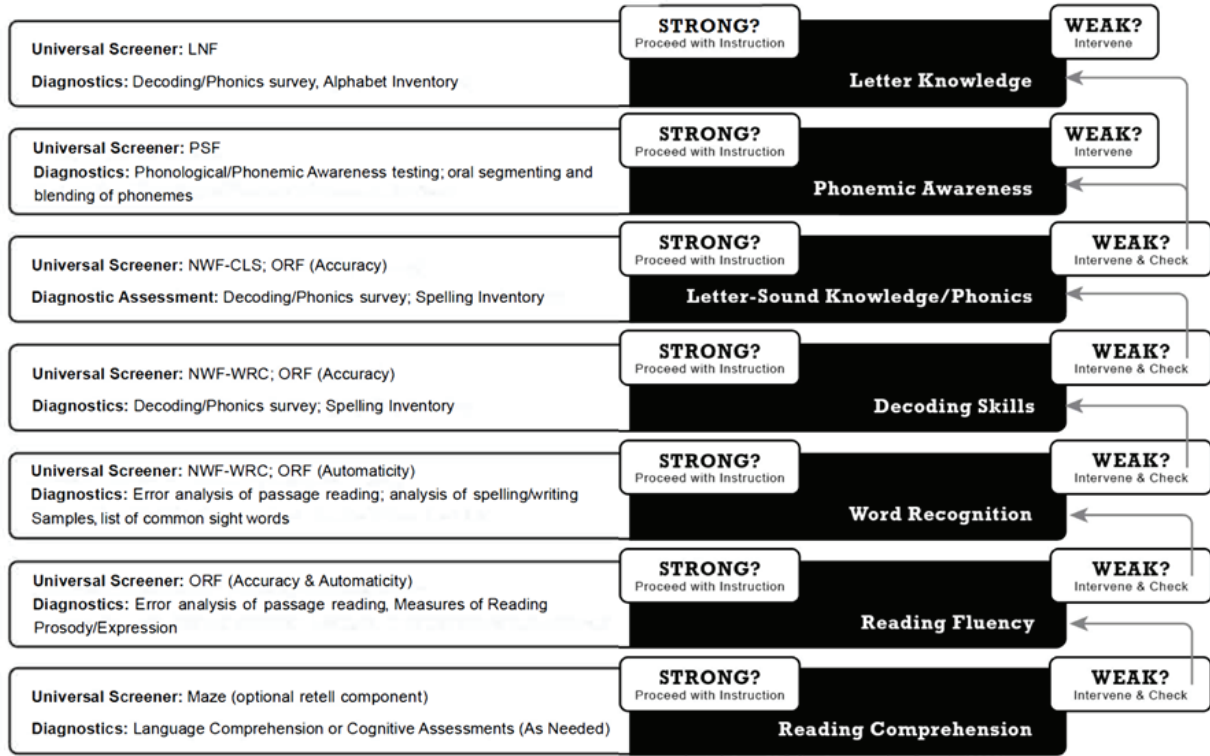 STRONG?
Proceed with Instruction
WEAK?
Intervene
Universal Screener: LNF
Diagnostics: Decoding/Phonics survey, Alphabet Inventory
Letter Knowledge
STRONG?
Proceed with Instruction
WEAK?
Intervene
Universal Screener: PSF
Diagnostics: Phonological/Phonemic Awareness testing; oral segmenting and
blending of phonemes
Phonemic Awareness
STRONG?
Proceed with Instruction
WEAK?
Intervene & Check
Universal Screener: NWF-CLS; ORF (Accuracy)
Diagnostic Assessment: Decoding/Phonics survey; Spelling Inventory
Letter-Sound Knowledge/Phonics
STRONG?
Proceed with Instruction
WEAK?
Intervene & Check
Universal Screener: NWF-WRC; ORF (Accuracy)
Diagnostics: Decoding/Phonics survey; Spelling Inventory
Decoding Skills
STRONG?
Proceed with Instruction
WEAK?
Intervene & Check
Universal Screener: NWF-WRC; ORF (Automaticity)
Diagnostics: Error analysis of passage reading; analysis of spelling/writing
Samples, list of common sight words
Word Recognition
STRONG?
Proceed with Instruction
WEAK?
Intervene & Check
Universal Screener: ORF (Accuracy & Automaticity)
Diagnostics: Error analysis of passage reading, Measures of Reading
Prosody/Expression
Reading Fluency
STRONG?
Proceed with Instruction
WEAK?
Intervene & Check
Universal Screener: Maze (optional retell component)
Diagnostics: Language Comprehension or Cognitive Assessments (As Needed)
Reading Comprehension